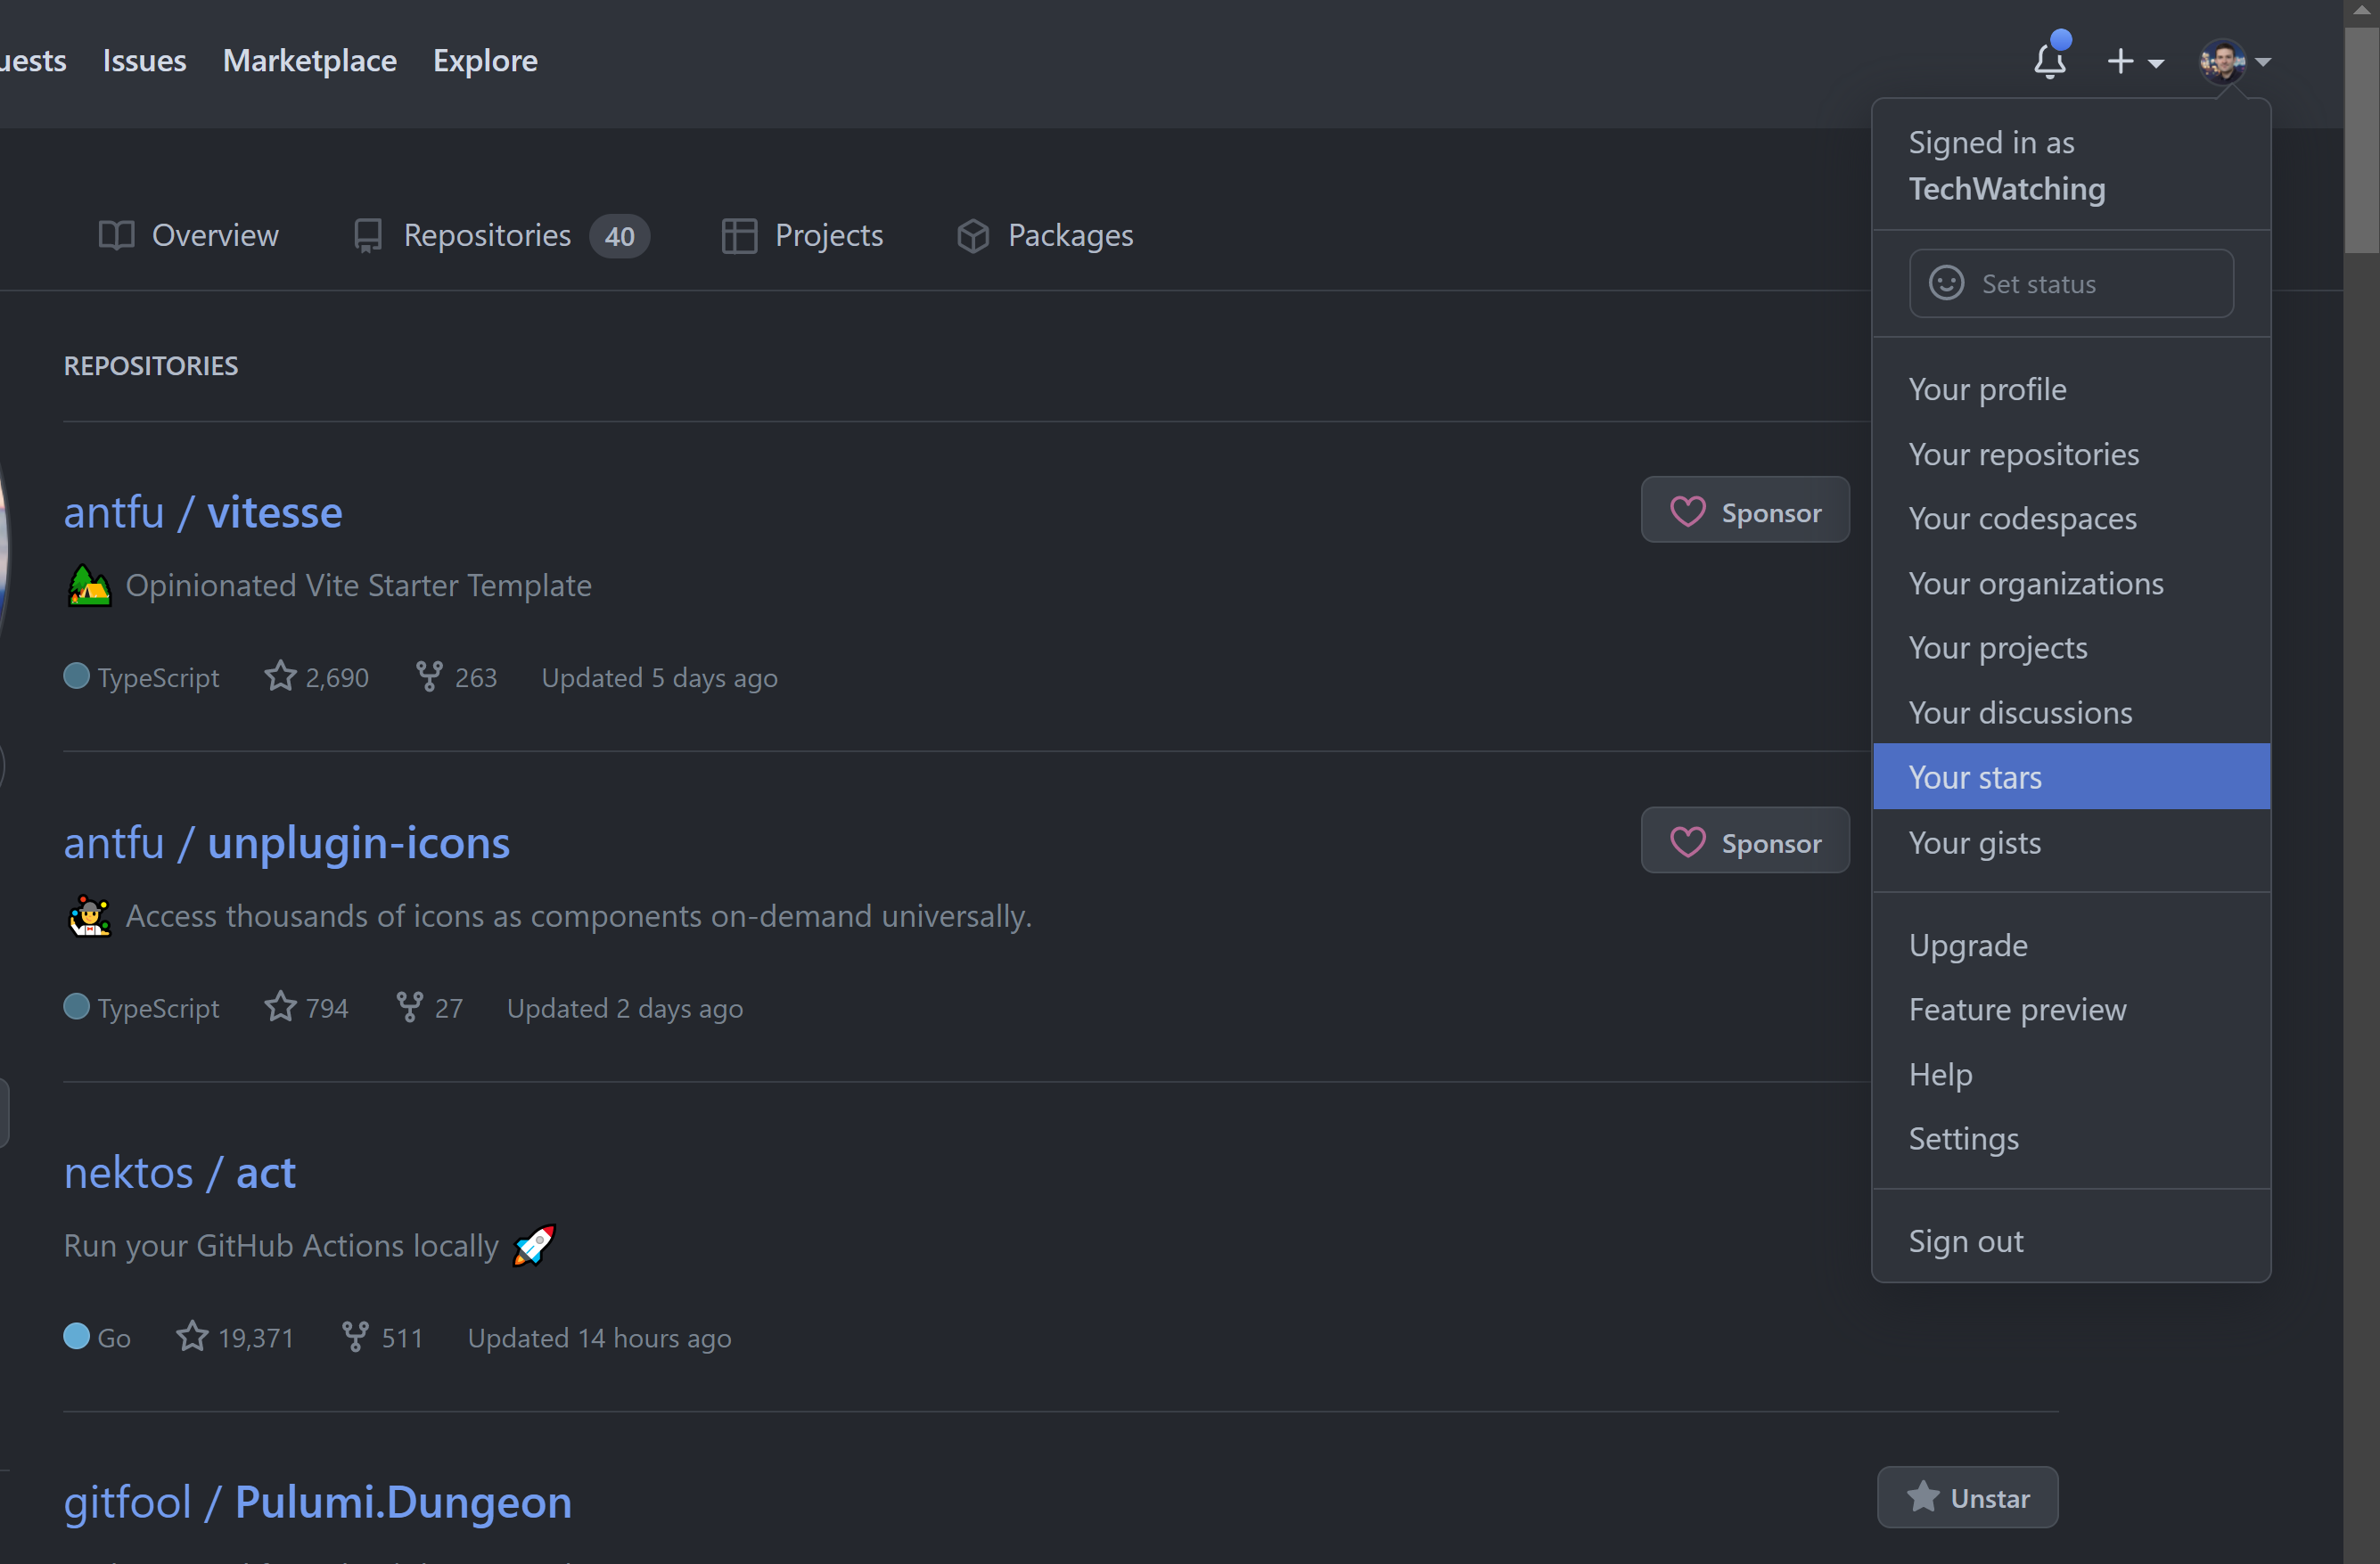 Issues Marketplace Explore
Signed in as
TechWatching
Overview Repositories 40 Projects Packages
Set status
REPOSITORIES
Your profile
Your repositories
Your codespaces
Your organizations
Your projects
Your discussions
Your stars
Your gists
Upgrade
Feature preview
Help
Settings
Sign out
antfu / vitesse
Sponsor
Opinionated Vite Starter Template
TypeScript 2,690 263 Updated 5 days ago
antfu / unplugin-icons
Sponsor
Access thousands of icons as components on-demand universally.
TypeScript 794 27 Updated 2 days ago
nektos / act
Run your GitHub Actions locally
Go 19,371 511 Updated 14 hours ago
gitfool / Pulumi.Dungeon
Unstar